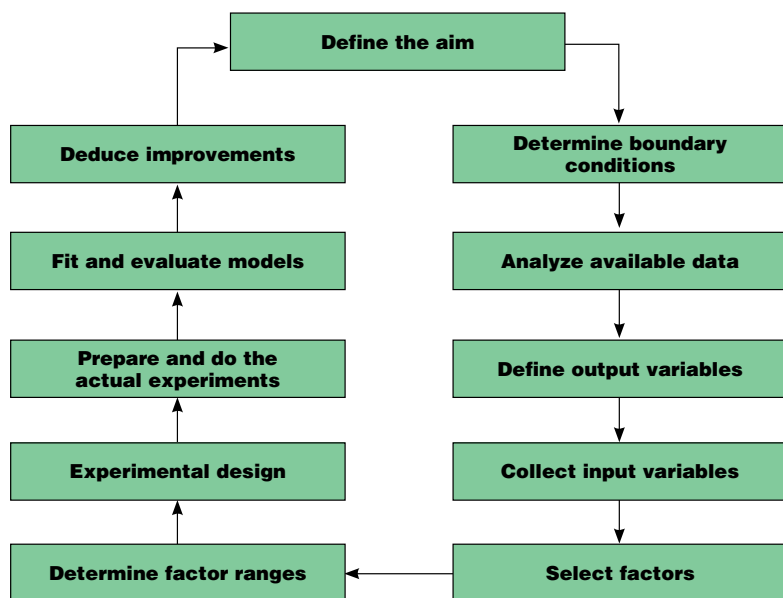 Define the aim
Determine boundary
conditions
Analyze available data
Define output variables
Collect input variables
Select factors
Determine factor ranges
Experimental design
Prepare and do the
actual experiments
Fit and evaluate models
Deduce improvements